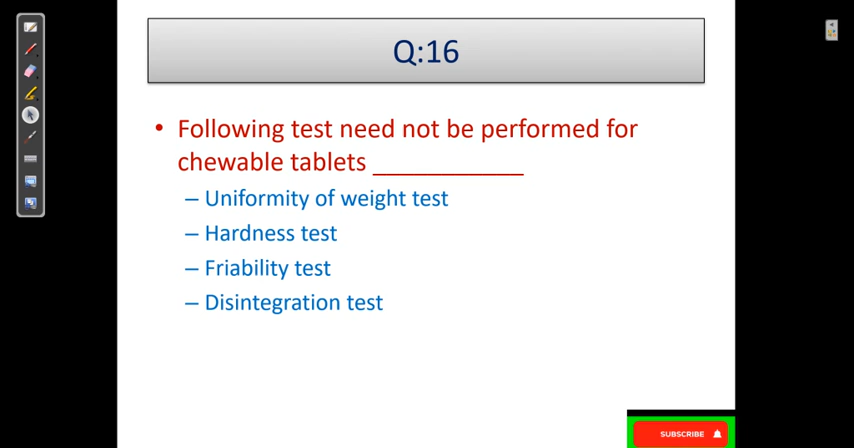 Q:16
• Following test need not be performed for
chewable tablets ____________
– Uniformity of weight test
– Hardness test
– Friability test
– Disintegration test
SUBSCRIBE